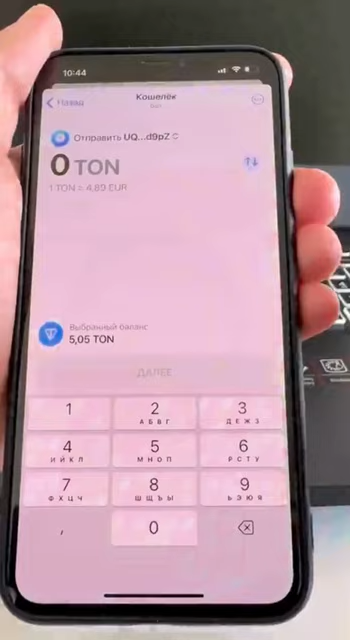 10:44
Назад
Кошелёк
Отправить UQ...d9pZ
0 TON
1 TON ≈ 4,89 EUR
Выбранный баланс
5,05 TON
ДАЛЕЕ
1
2
АБВГ
3
ДЕЖЗ
4
ИЙКЛ
5
МНОП
6
РСТУ
7
ФХЦЧ
8
ШЩЪЫ
9
ЬЭЮЯ
,
0